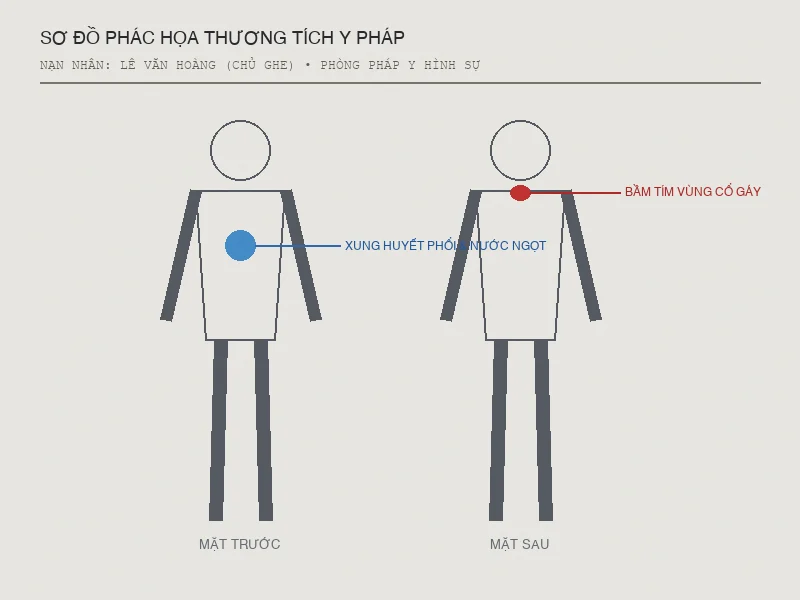 SƠ ĐỒ PHÁC HỌA THƯƠNG TÍCH Y PHÁP
NẠN NHÂN: LÊ VĂN HOÀNG (CHỦ GHE) • PHÒNG PHÁP Y HÌNH SỰ
BẦM TÍM VÙNG CỔ GÁY
XUNG HUYẾT PHỔI NƯỚC NGỌT
MẶT TRƯỚC
MẶT SAU